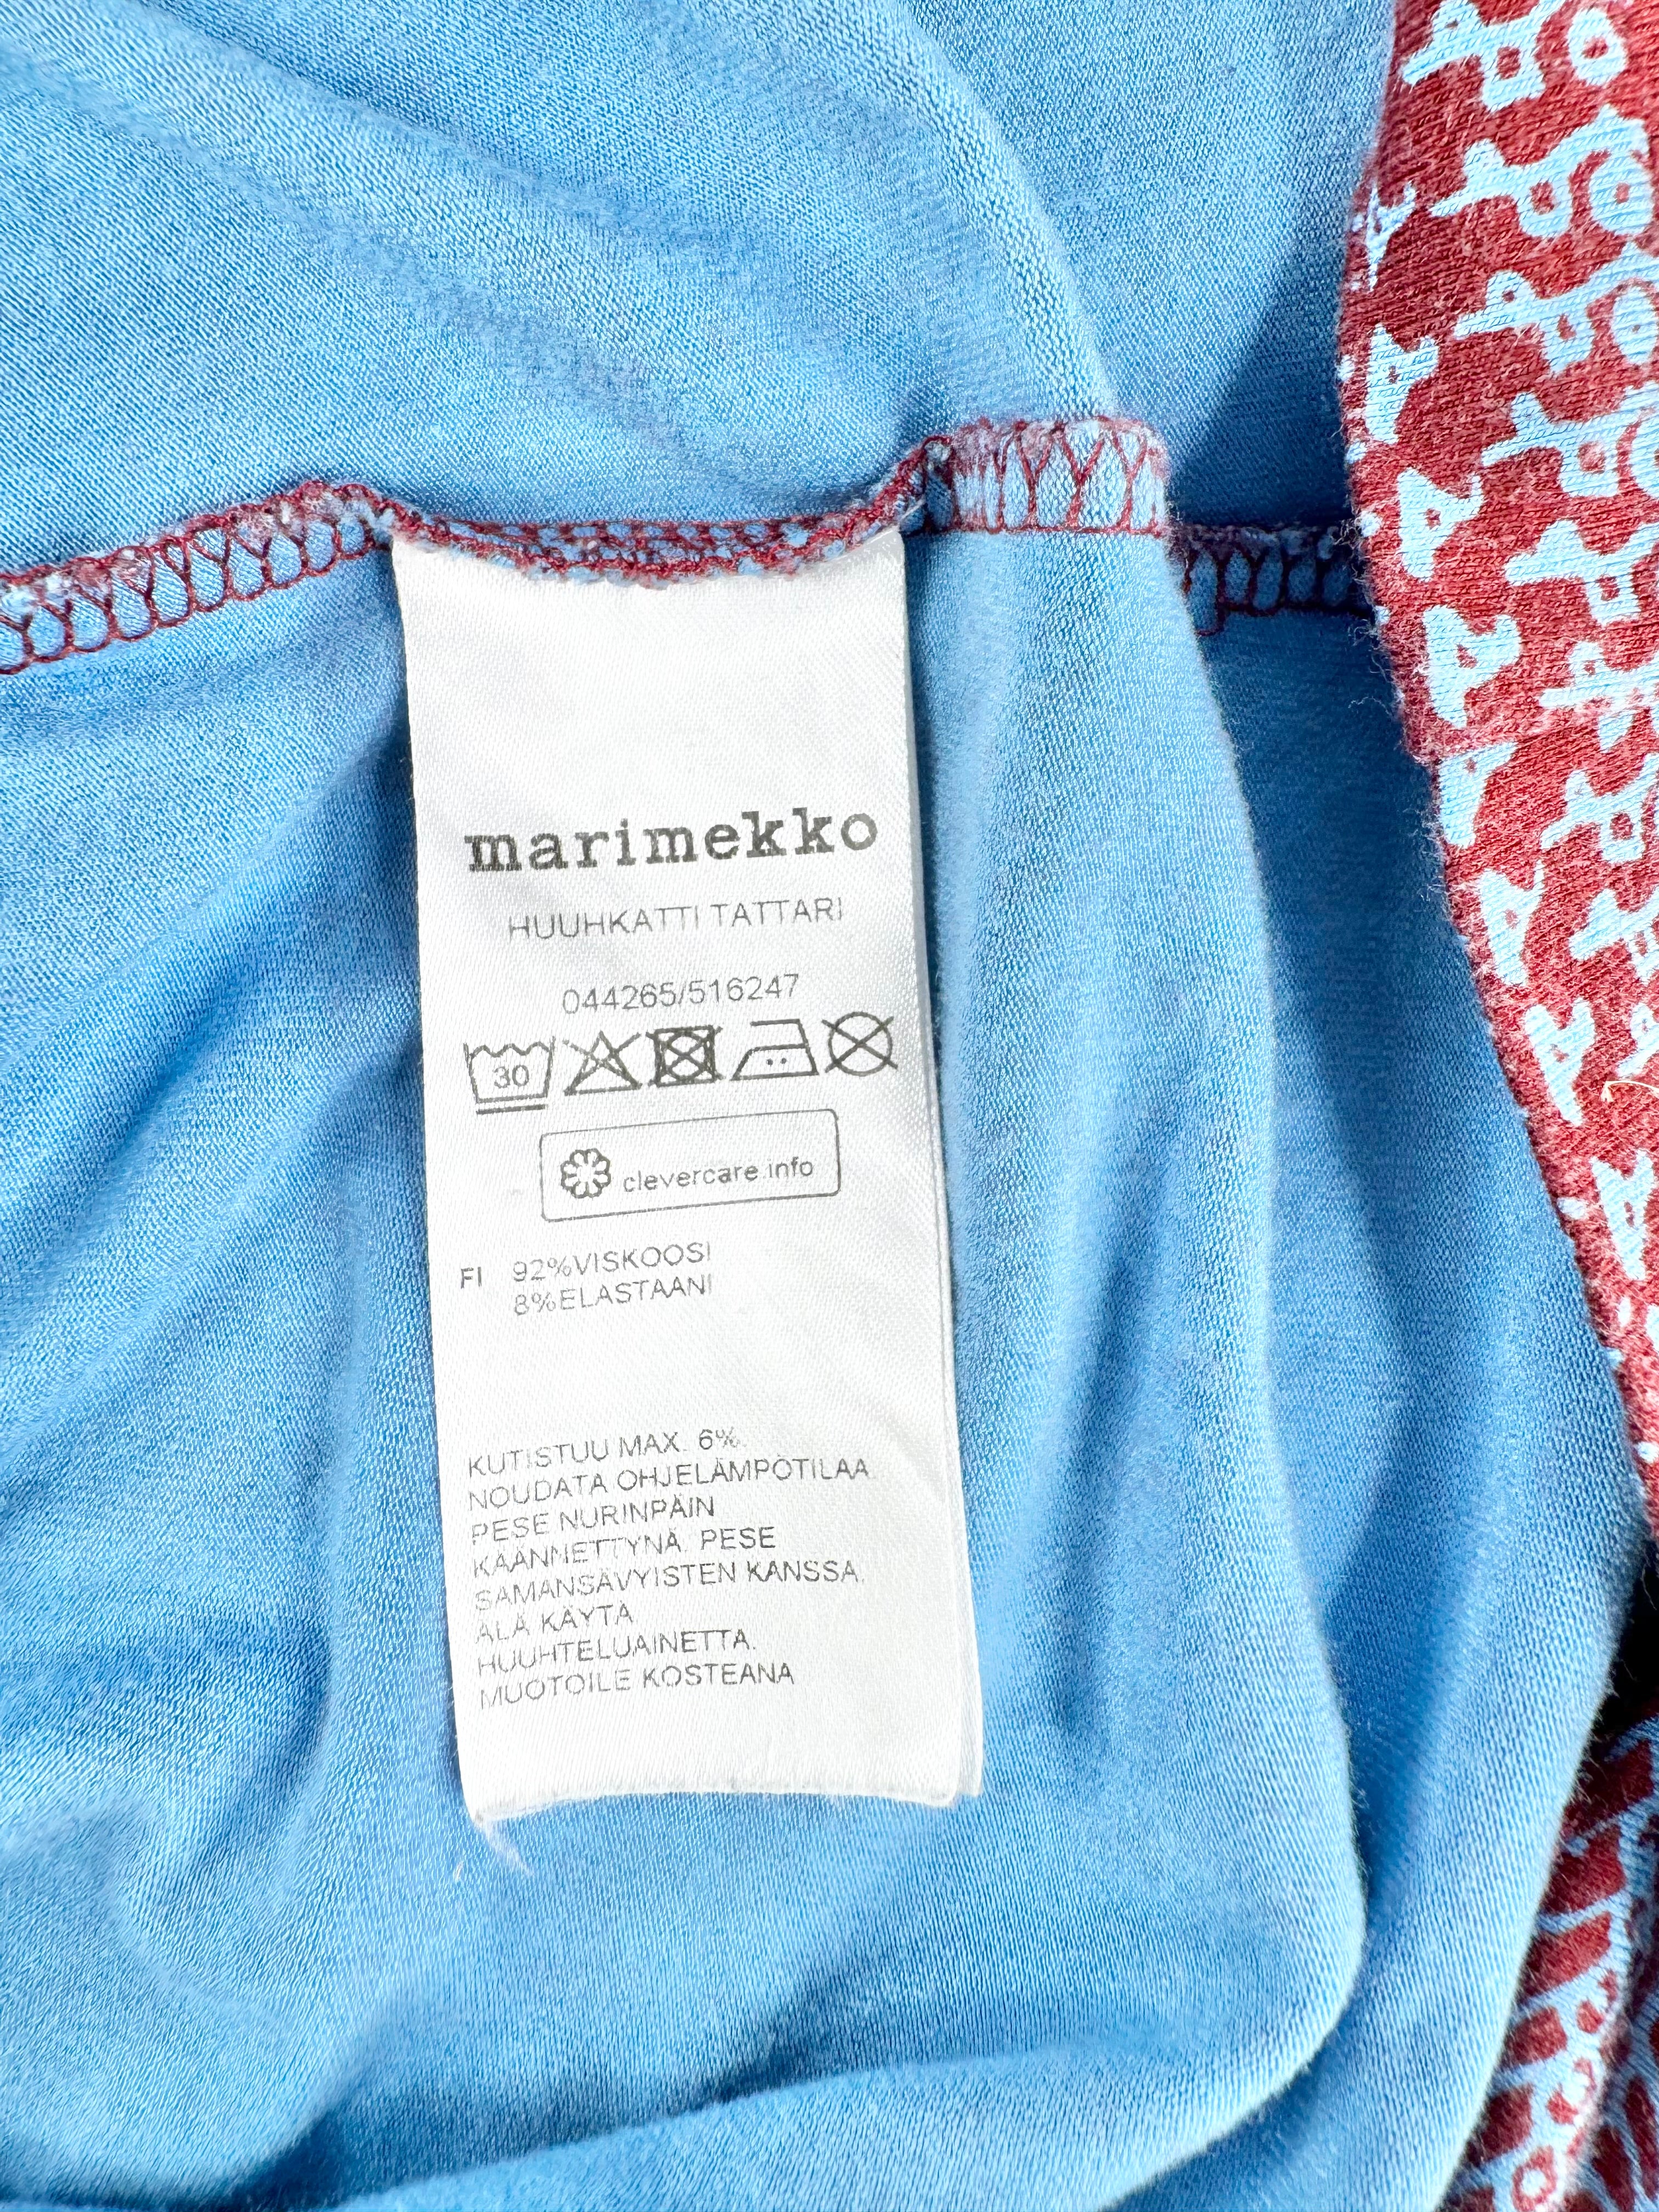 marimekko
HUUHKATTI TATTARI
044265/516247
30
clevercare.info
FI 92%VISKOOSI
8%ELASTAANI
KUTISTUU MAX. 6%.
NOUDATA OHJELÄMPÖTILAA.
PESE NURINPÄIN
KÄÄNNETTYNÄ. PESE
SAMANSÄVYISTEN KANSSA.
ÄLÄ KÄYTÄ
HUUHTELUAINETTA.
MUOTOILE KOSTEANA